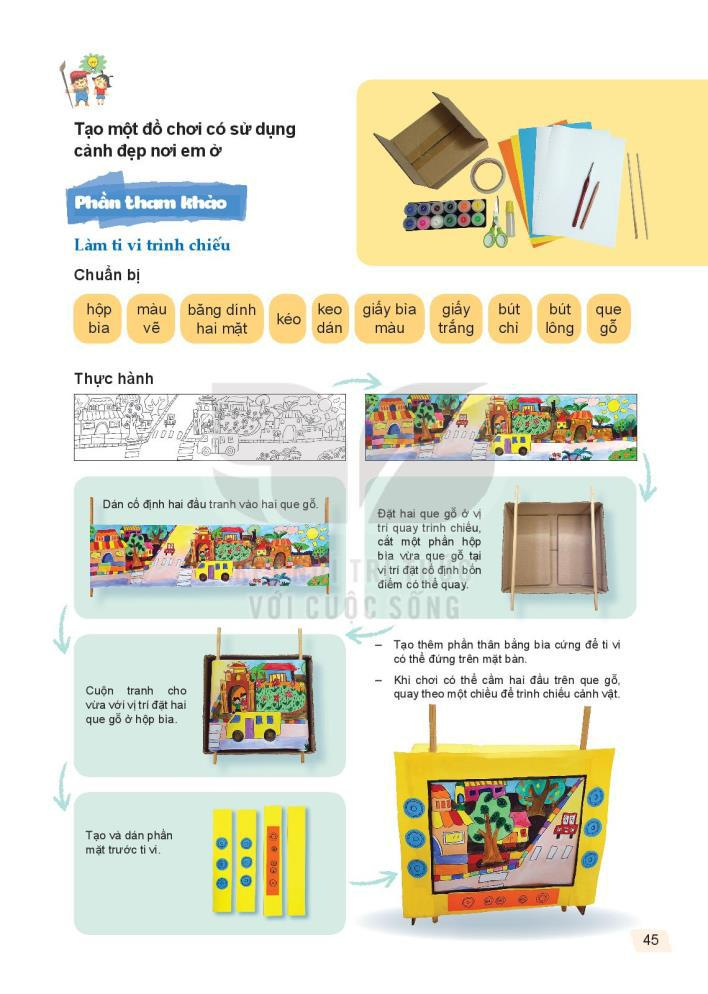 Tạo một đồ chơi có sử dụng
cảnh đẹp nơi em ở
Phần tham khảo
Làm ti vi trình chiếu
Chuẩn bị
hộp
bìa
màu
vẽ
băng dính
hai mặt
kéo
keo
dán
giấy bìa
màu
giấy
trắng
bút
chì
bút
lông
que
gỗ
Thực hành
Dán cố định hai đầu tranh vào hai que gỗ.
Đặt hai que gỗ ở vị
trí quay trình chiếu,
cắt một phần hộp
bìa vừa que gỗ tại
vị trí đặt cố định bốn
điểm có thể quay.
VỚI CUỘC SỐNG
Cuộn tranh cho
vừa với vị trí đặt hai
que gỗ ở hộp bìa.
– Tạo thêm phần thân bằng bìa cứng để ti vi
có thể đứng trên mặt bàn.
– Khi chơi có thể cầm hai đầu trên que gỗ,
quay theo một chiều để trình chiếu cảnh vật.
Tạo và dán phần
mặt trước ti vi.
45